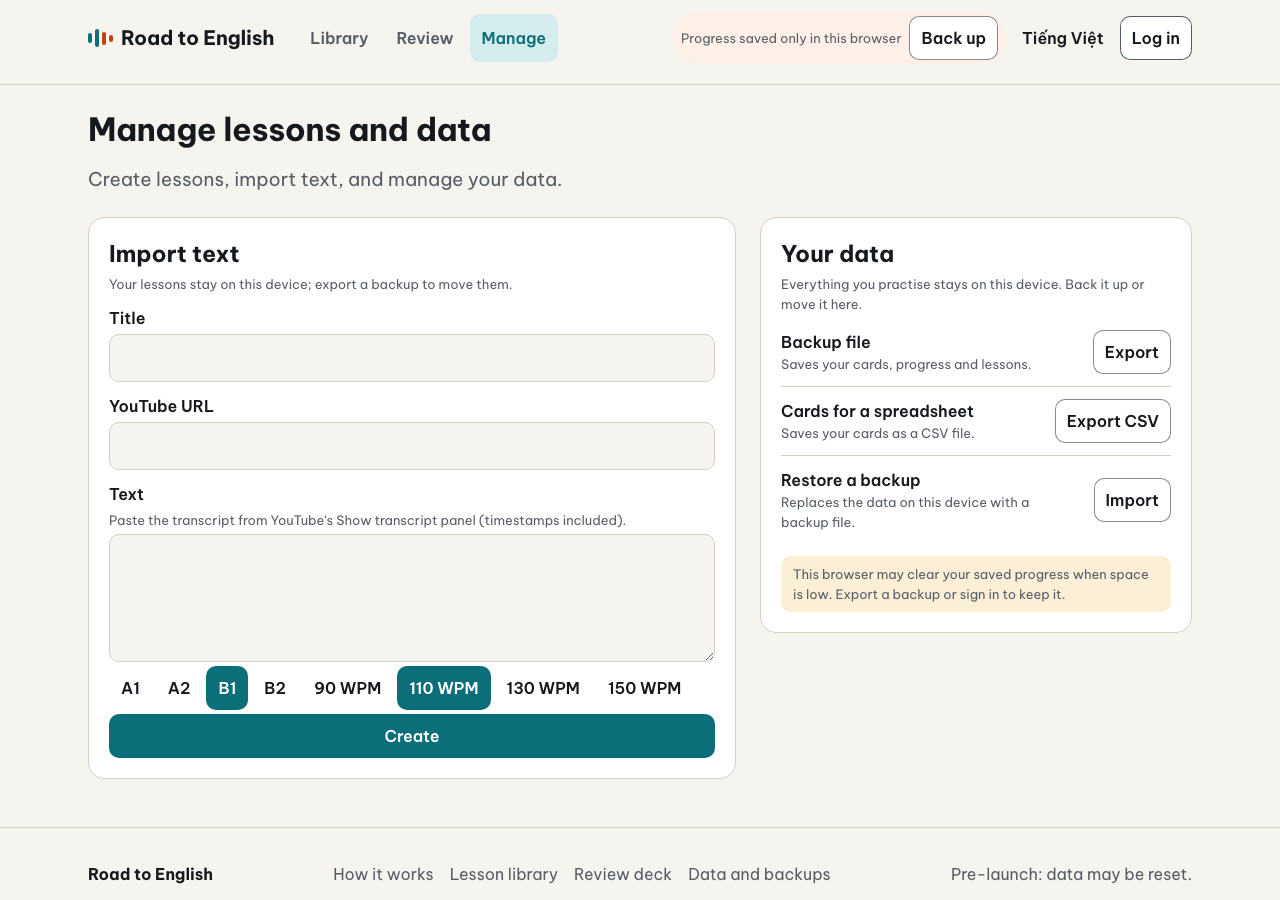 Road to English
Library
Review
Manage
Progress saved only in this browser
Back up
Tiếng Việt
Log in
Manage lessons and data
Create lessons, import text, and manage your data.
Import text
Your lessons stay on this device; export a backup to move them.
Title
YouTube URL
Text
Paste the transcript from YouTube's Show transcript panel (timestamps included).
A1 A2 B1 B2 90 WPM 110 WPM 130 WPM 150 WPM
Create
Your data
Everything you practise stays on this device. Back it up or
move it here.
Backup file
Saves your cards, progress and lessons.
Export
Cards for a spreadsheet
Saves your cards as a CSV file.
Export CSV
Restore a backup
Replaces the data on this device with a
backup file.
Import
This browser may clear your saved progress when space
is low. Export a backup or sign in to keep it.
Road to English
How it works
Lesson library
Review deck
Data and backups
Pre-launch: data may be reset.